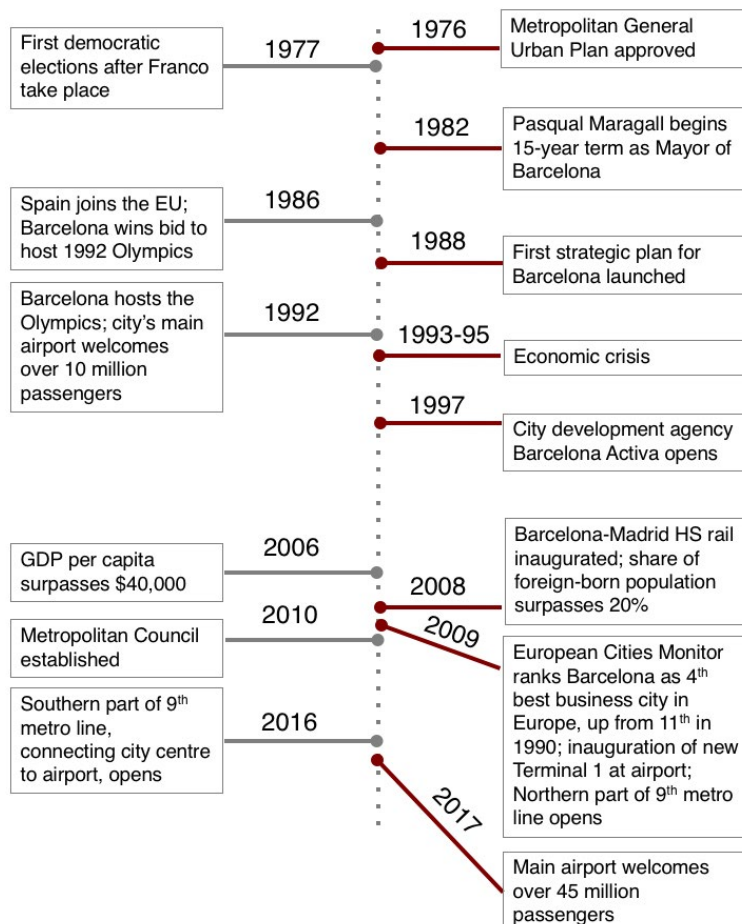 1976
Metropolitan General
Urban Plan approved
First democratic
elections after Franco
take place
1977
1982
Pasqual Maragall begins
15-year term as Mayor of
Barcelona
Spain joins the EU;
Barcelona wins bid to
host 1992 Olympics
1986
1988
First strategic plan for
Barcelona launched
Barcelona hosts the
Olympics; city’s main
airport welcomes
over 10 million
passengers
1992
1993-95
Economic crisis
1997
City development agency
Barcelona Activa opens
GDP per capita
surpasses $40,000
2006
2008
Barcelona-Madrid HS rail
inaugurated; share of
foreign-born population
surpasses 20%
2009
European Cities Monitor
ranks Barcelona as 4th
best business city in
Europe, up from 11th in
1990; inauguration of new
Terminal 1 at airport;
Northern part of 9th metro
line opens
Metropolitan Council
established
2010
Southern part of 9th
metro line,
connecting city centre
to airport, opens
2016
2017
Main airport welcomes
over 45 million
passengers